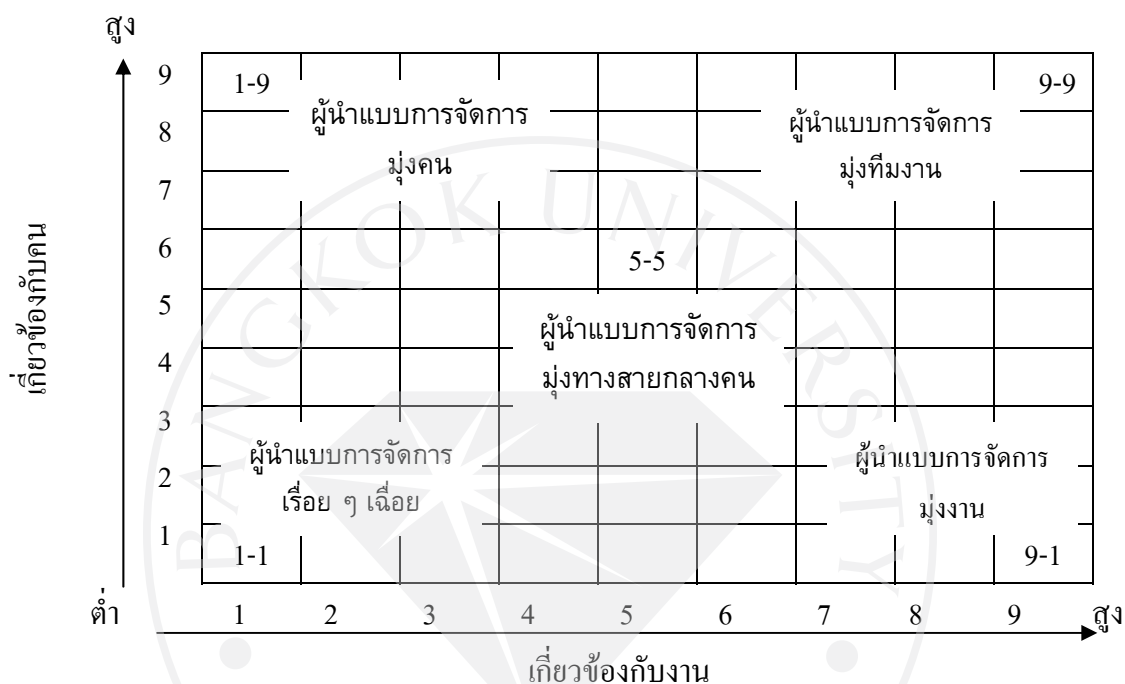 สูง
9
1-9
9-9
ผู้นำแบบการจัดการ
มุ่งคน
ผู้นำแบบการจัดการ
มุ่งทีมงาน
8
7
6
5-5
5
ผู้นำแบบการจัดการ
มุ่งทางสายกลางคน
4
3
ผู้นำแบบการจัดการ
เรื่อย ๆ เฉื่อย
ผู้นำแบบการจัดการ
มุ่งงาน
2
1
1-1
9-1
เกี่ยวข้องกับคน
ต่ำ 1 2 3 4 5 6 7 8 9 สูง
เกี่ยวข้องกับงาน
BANGKOK UNIVERSITY